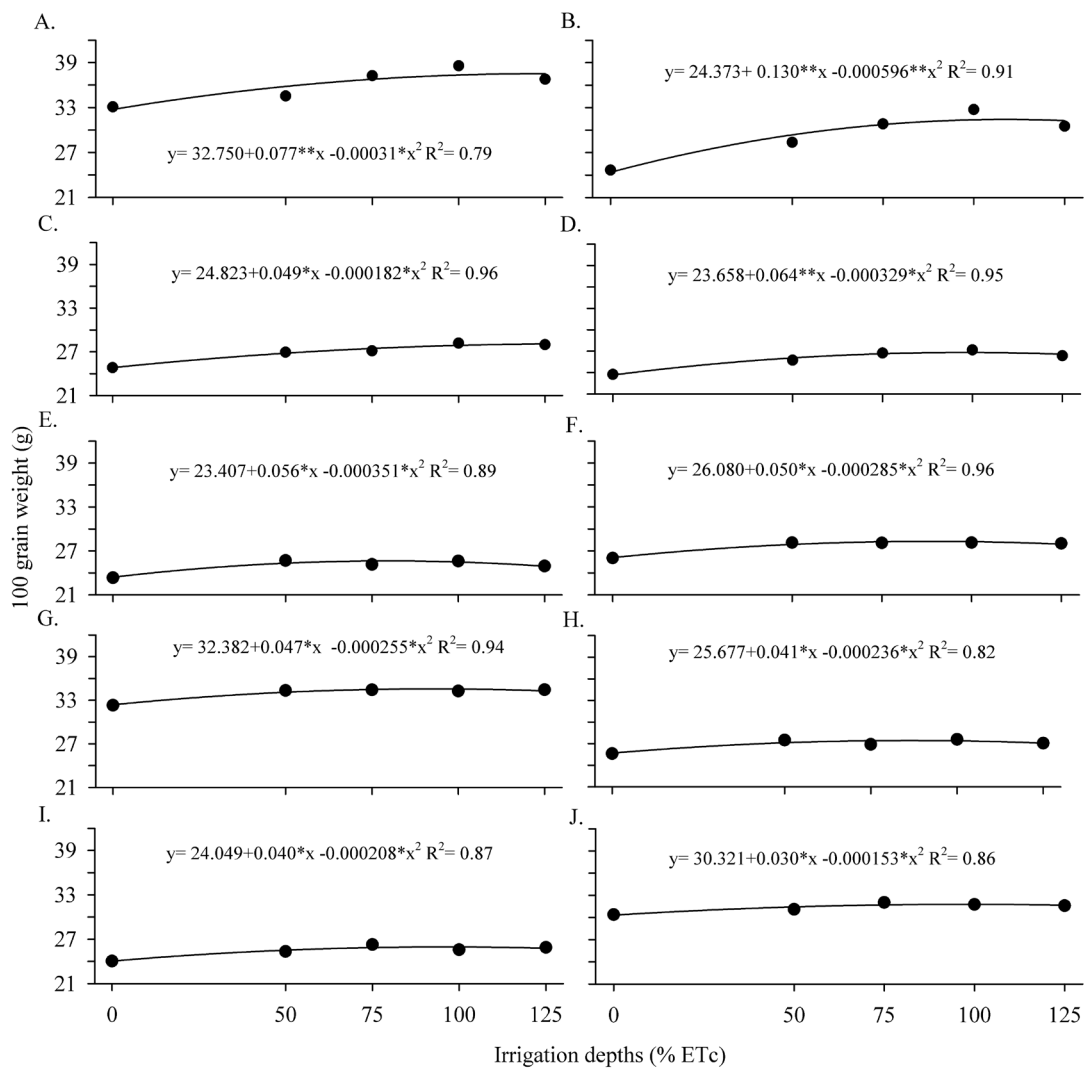 A.
39
33
27
21
y= 32.750+0.077**x -0.00031*x² R²= 0.79
B.
y= 24.373+ 0.130**x -0.000596**x² R²= 0.91
C.
39
33
27
21
y= 24.823+0.049*x -0.000182*x² R²= 0.96
D.
y= 23.658+0.064**x -0.000329*x² R²= 0.95
E.
39
33
27
21
y= 23.407+0.056*x -0.000351*x² R²= 0.89
F.
y= 26.080+0.050*x -0.000285*x² R²= 0.96
100 grain weight (g)
G.
39
33
27
21
y= 32.382+0.047*x -0.000255*x² R²= 0.94
H.
y= 25.677+0.041*x -0.000236*x² R²= 0.82
I.
39
33
27
21
y= 24.049+0.040*x -0.000208*x² R²= 0.87
J.
y= 30.321+0.030*x -0.000153*x² R²= 0.86
0 50 75 100 125
0 50 75 100 125
Irrigation depths (% ETc)